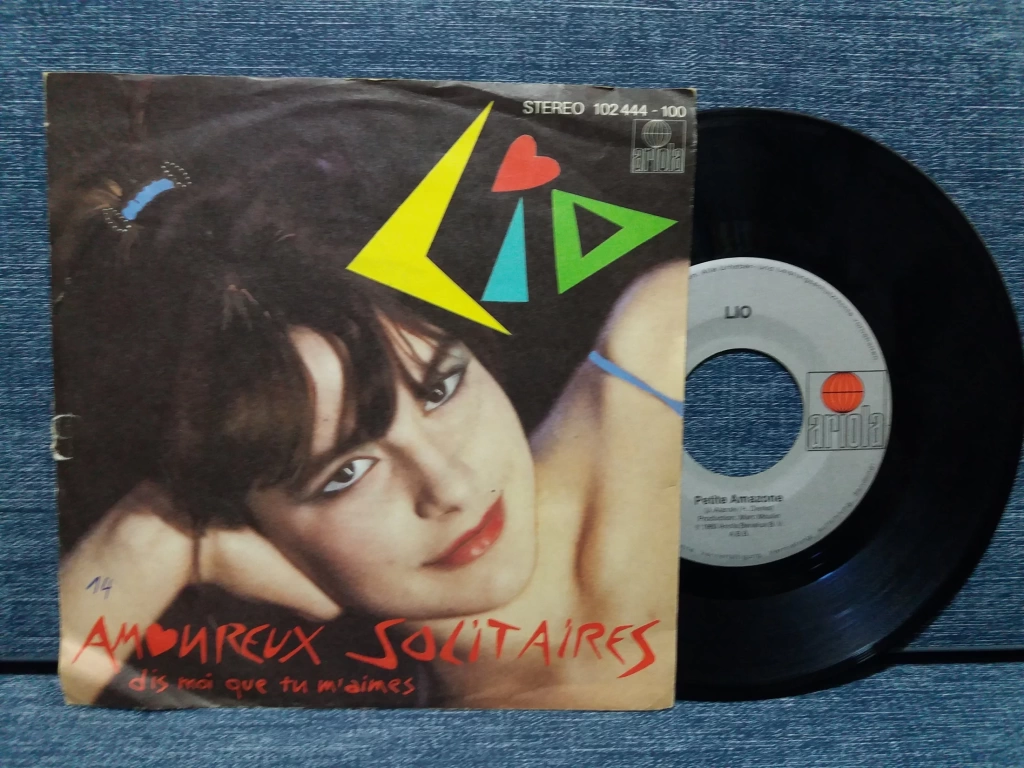 STEREO 102 444 - 100
LIO
ariola
14
AMOUREUX SOLITAIRES
dis moi que tu m'aimes
LIO
ariola
Petite Amazone